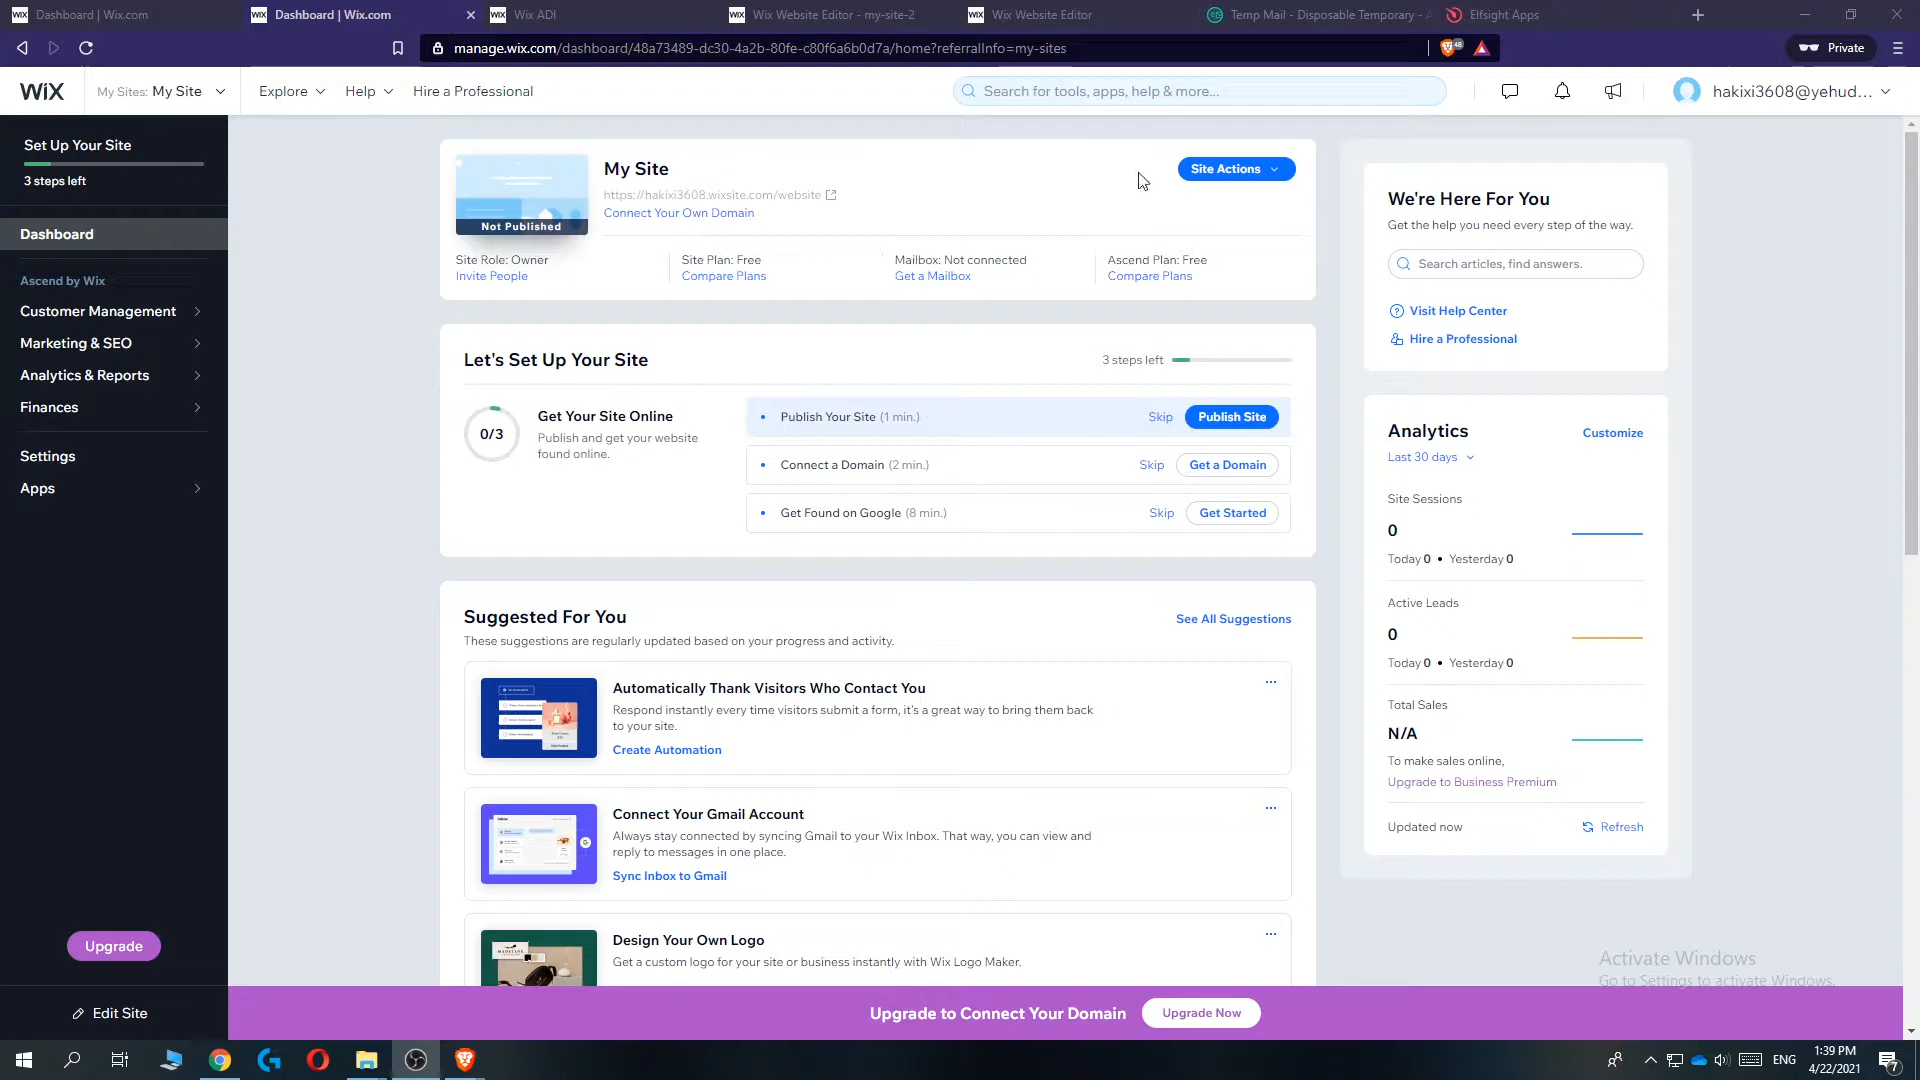 WIX Dashboard | Wix.com
WIX Dashboard | Wix.com
WIX Wix ADI
WIX Wix Website Editor - my-site-2
WIX Wix Website Editor
Temp Mail - Disposable Temporary -
Elfsight Apps
manage.wix.com/dashboard/48a73489-dc30-4a2b-80fe-c80f6a6b0d7a/home?referralInfo=my-sites
48
Private
WIX
My Sites: My Site
Explore
Help
Hire a Professional
Search for tools, apps, help & more...
hakixi3608@yehud...
Set Up Your Site
3 steps left
Dashboard
Ascend by Wix
Customer Management
Marketing & SEO
Analytics & Reports
Finances
Settings
Apps
Upgrade
Edit Site
Not Published
My Site
https://hakixi3608.wixsite.com/website
Connect Your Own Domain
Site Actions
Site Role: Owner
Invite People
Site Plan: Free
Compare Plans
Mailbox: Not connected
Get a Mailbox
Ascend Plan: Free
Compare Plans
Let's Set Up Your Site
3 steps left
0/3
Get Your Site Online
Publish and get your website
found online.
Publish Your Site (1 min.)
Skip
Publish Site
Connect a Domain (2 min.)
Skip
Get a Domain
Get Found on Google (8 min.)
Skip
Get Started
Suggested For You
See All Suggestions
These suggestions are regularly updated based on your progress and activity.
Automatically Thank Visitors Who Contact You
Respond instantly every time visitors submit a form, it's a great way to bring them back
to your site.
Create Automation
Connect Your Gmail Account
Always stay connected by syncing Gmail to your Wix Inbox. That way, you can view and
reply to messages in one place.
Sync Inbox to Gmail
Design Your Own Logo
Get a custom logo for your site or business instantly with Wix Logo Maker.
We're Here For You
Get the help you need every step of the way.
Search articles, find answers.
Visit Help Center
Hire a Professional
Analytics
Customize
Last 30 days
Site Sessions
0
Today 0 • Yesterday 0
Active Leads
0
Today 0 • Yesterday 0
Total Sales
N/A
To make sales online,
Upgrade to Business Premium
Updated now
Refresh
Activate Windows
Go to Settings to activate Windows.
Upgrade to Connect Your Domain
Upgrade Now
ENG
1:39 PM
4/22/2021
7